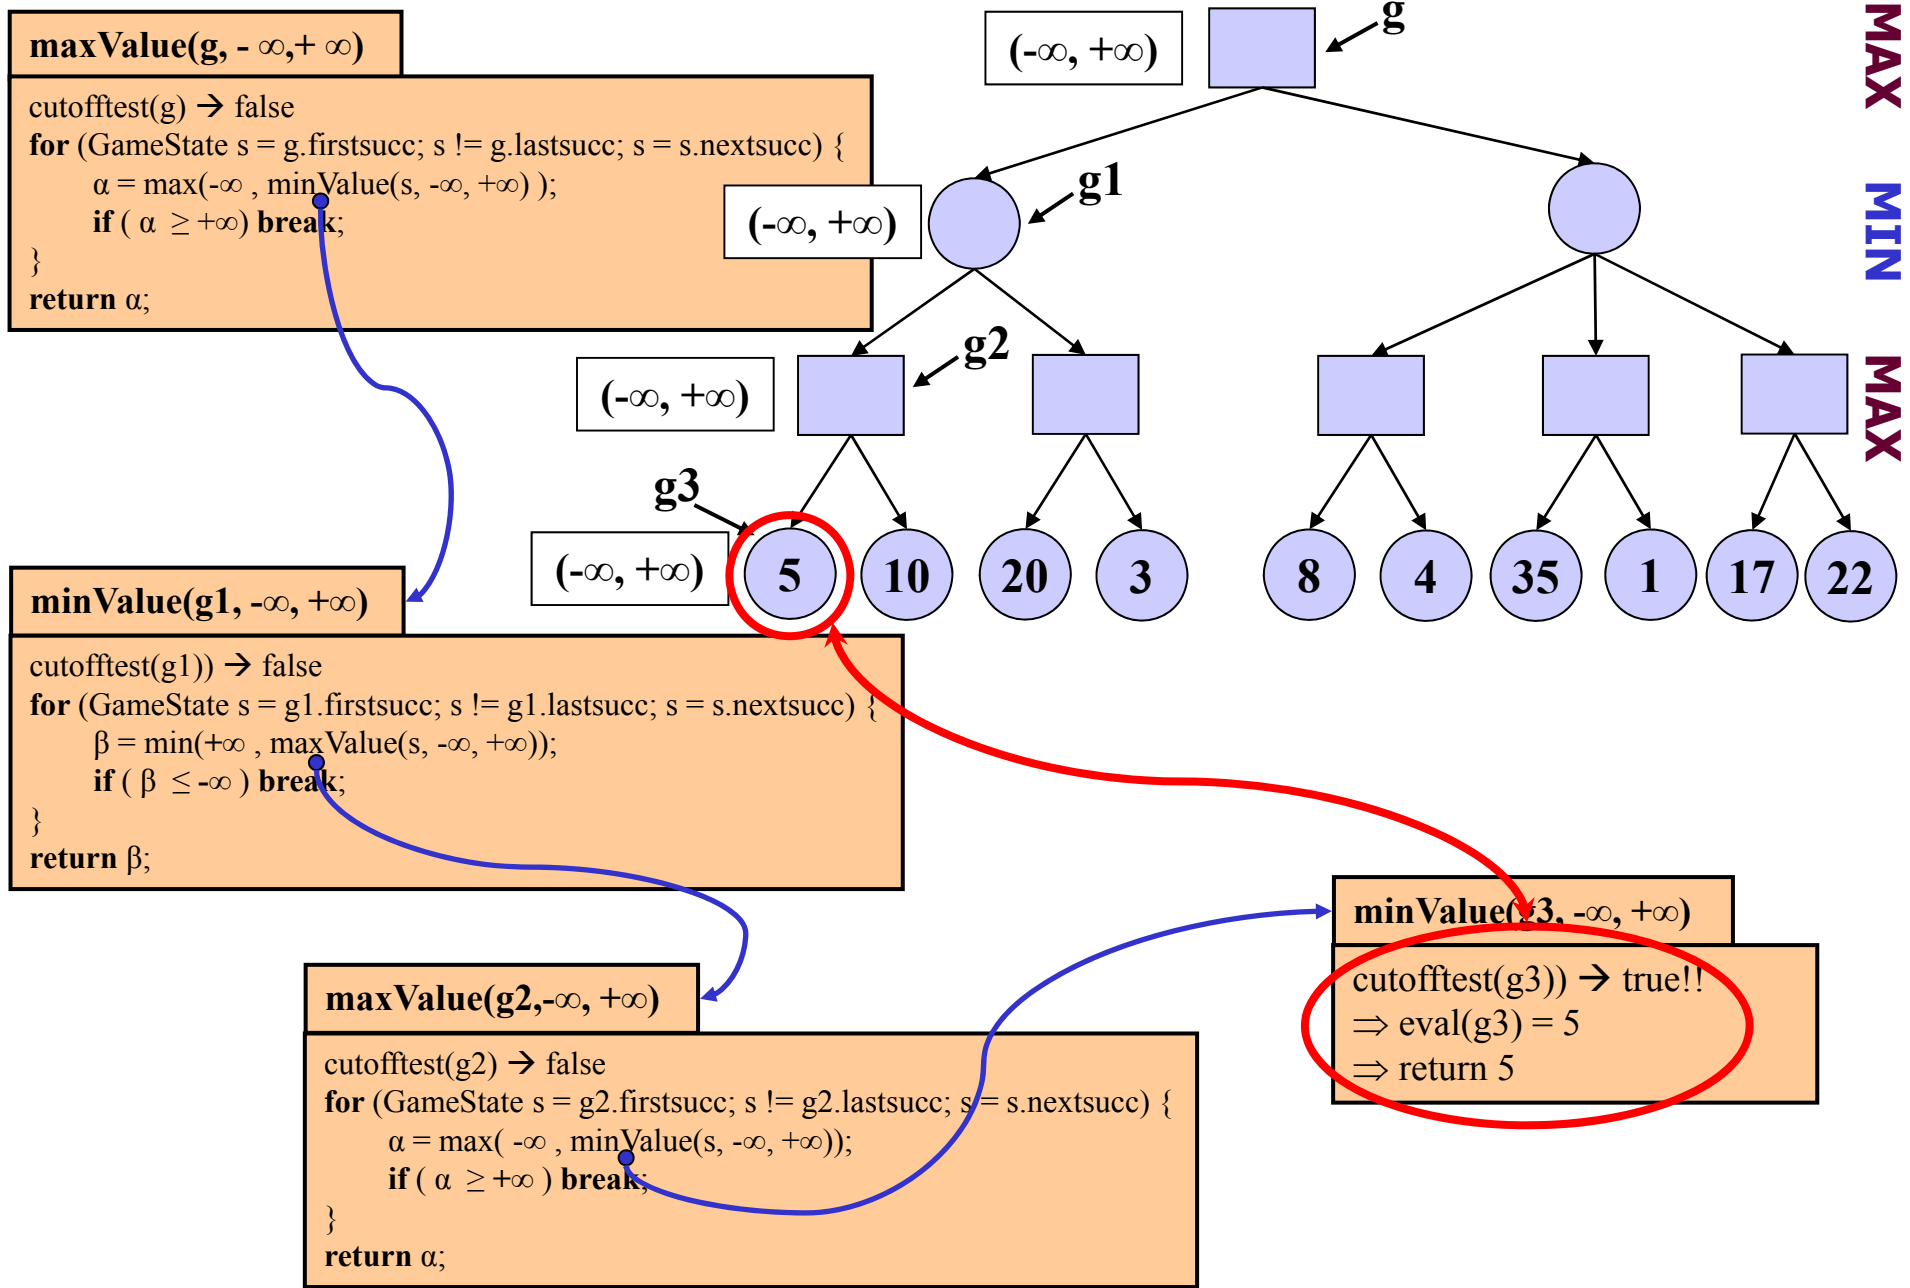 maxValue(g, - ∞,+ ∞)
cutofftest(g) → false
for (GameState s = g.firstsucc; s != g.lastsucc; s = s.nextsucc) {
α = max(-∞ , minValue(s, -∞, +∞) );
if ( α ≥ +∞) break;
}
return α;
(-∞, +∞)
g
MAX
(-∞, +∞)
g1
MIN
(-∞, +∞)
g2
MAX
g3
(-∞, +∞)
5
10
20
3
8
4
35
1
17
22
minValue(g1, -∞, +∞)
cutofftest(g1)) → false
for (GameState s = g1.firstsucc; s != g1.lastsucc; s = s.nextsucc) {
β = min(+∞ , maxValue(s, -∞, +∞));
if ( β ≤ -∞ ) break;
}
return β;
maxValue(g2,-∞, +∞)
cutofftest(g2) → false
for (GameState s = g2.firstsucc; s != g2.lastsucc; s = s.nextsucc) {
α = max( -∞ , minValue(s, -∞, +∞));
if ( α ≥ +∞ ) break;
}
return α;
minValue(g3, -∞, +∞)
cutofftest(g3)) → true!!
⇒ eval(g3) = 5
⇒ return 5